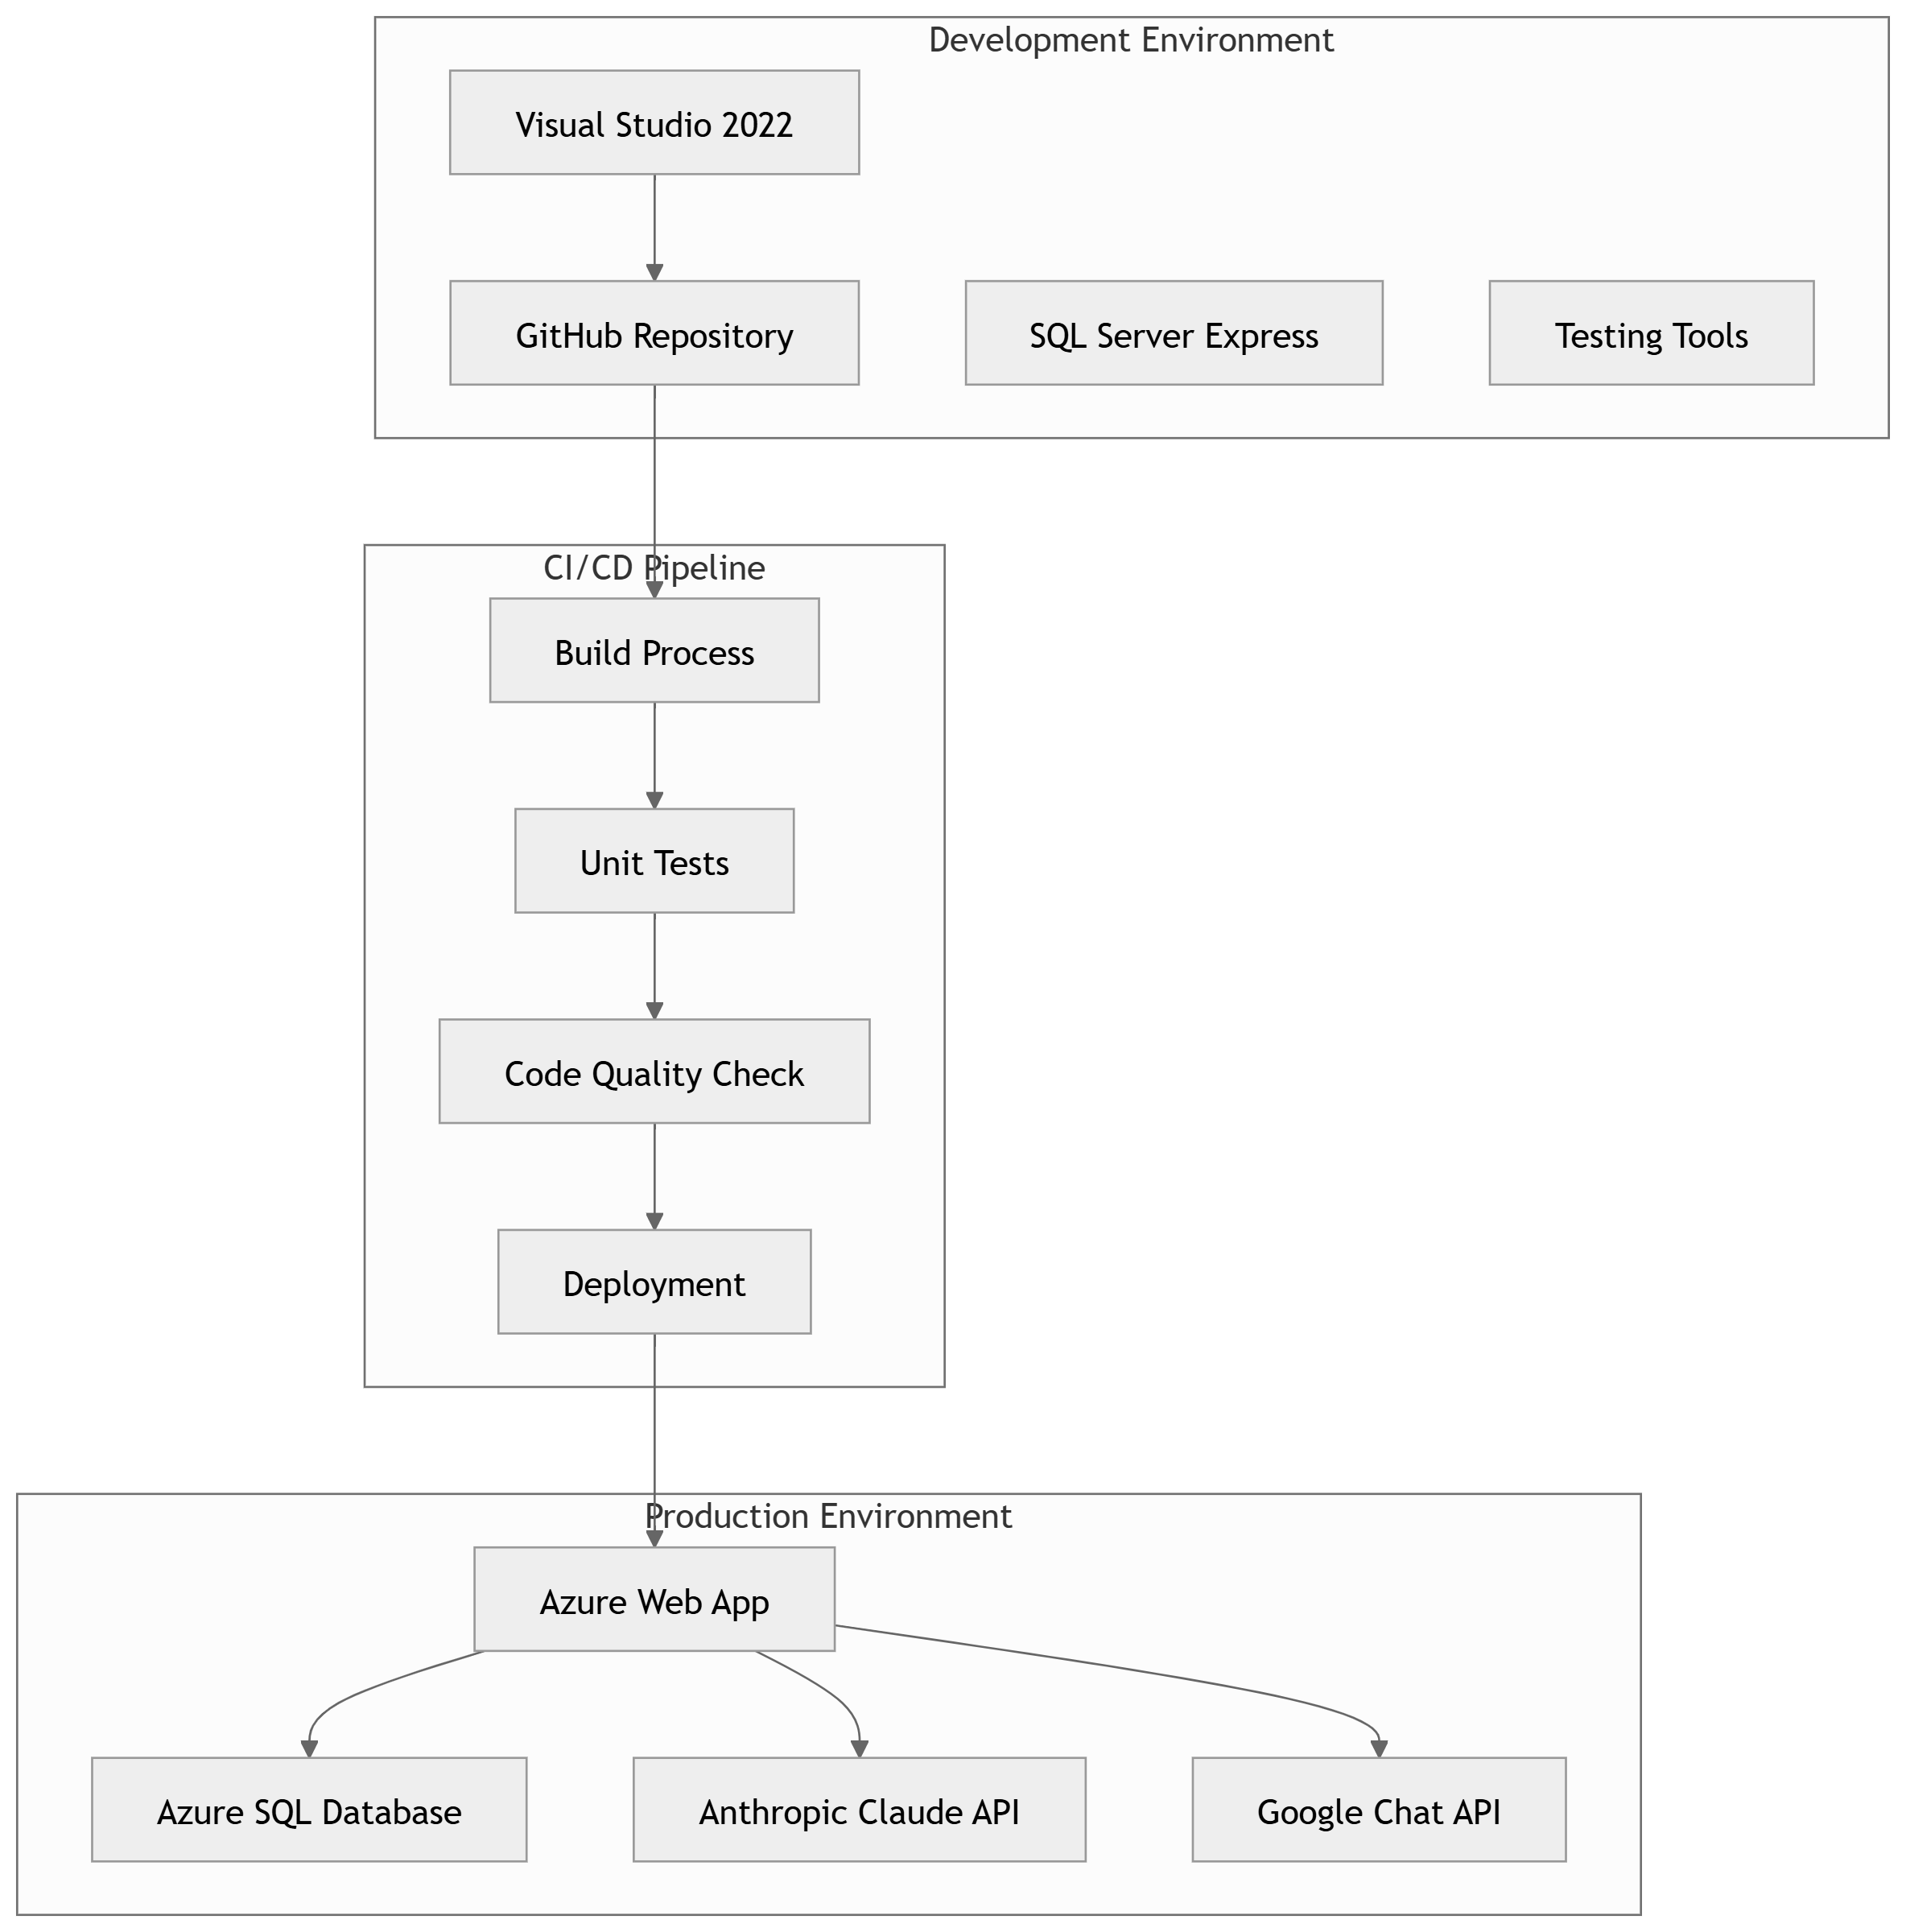 Development Environment
Visual Studio 2022
GitHub Repository
SQL Server Express
Testing Tools
CI/CD Pipeline
Build Process
Unit Tests
Code Quality Check
Deployment
Production Environment
Azure Web App
Azure SQL Database
Anthropic Claude API
Google Chat API